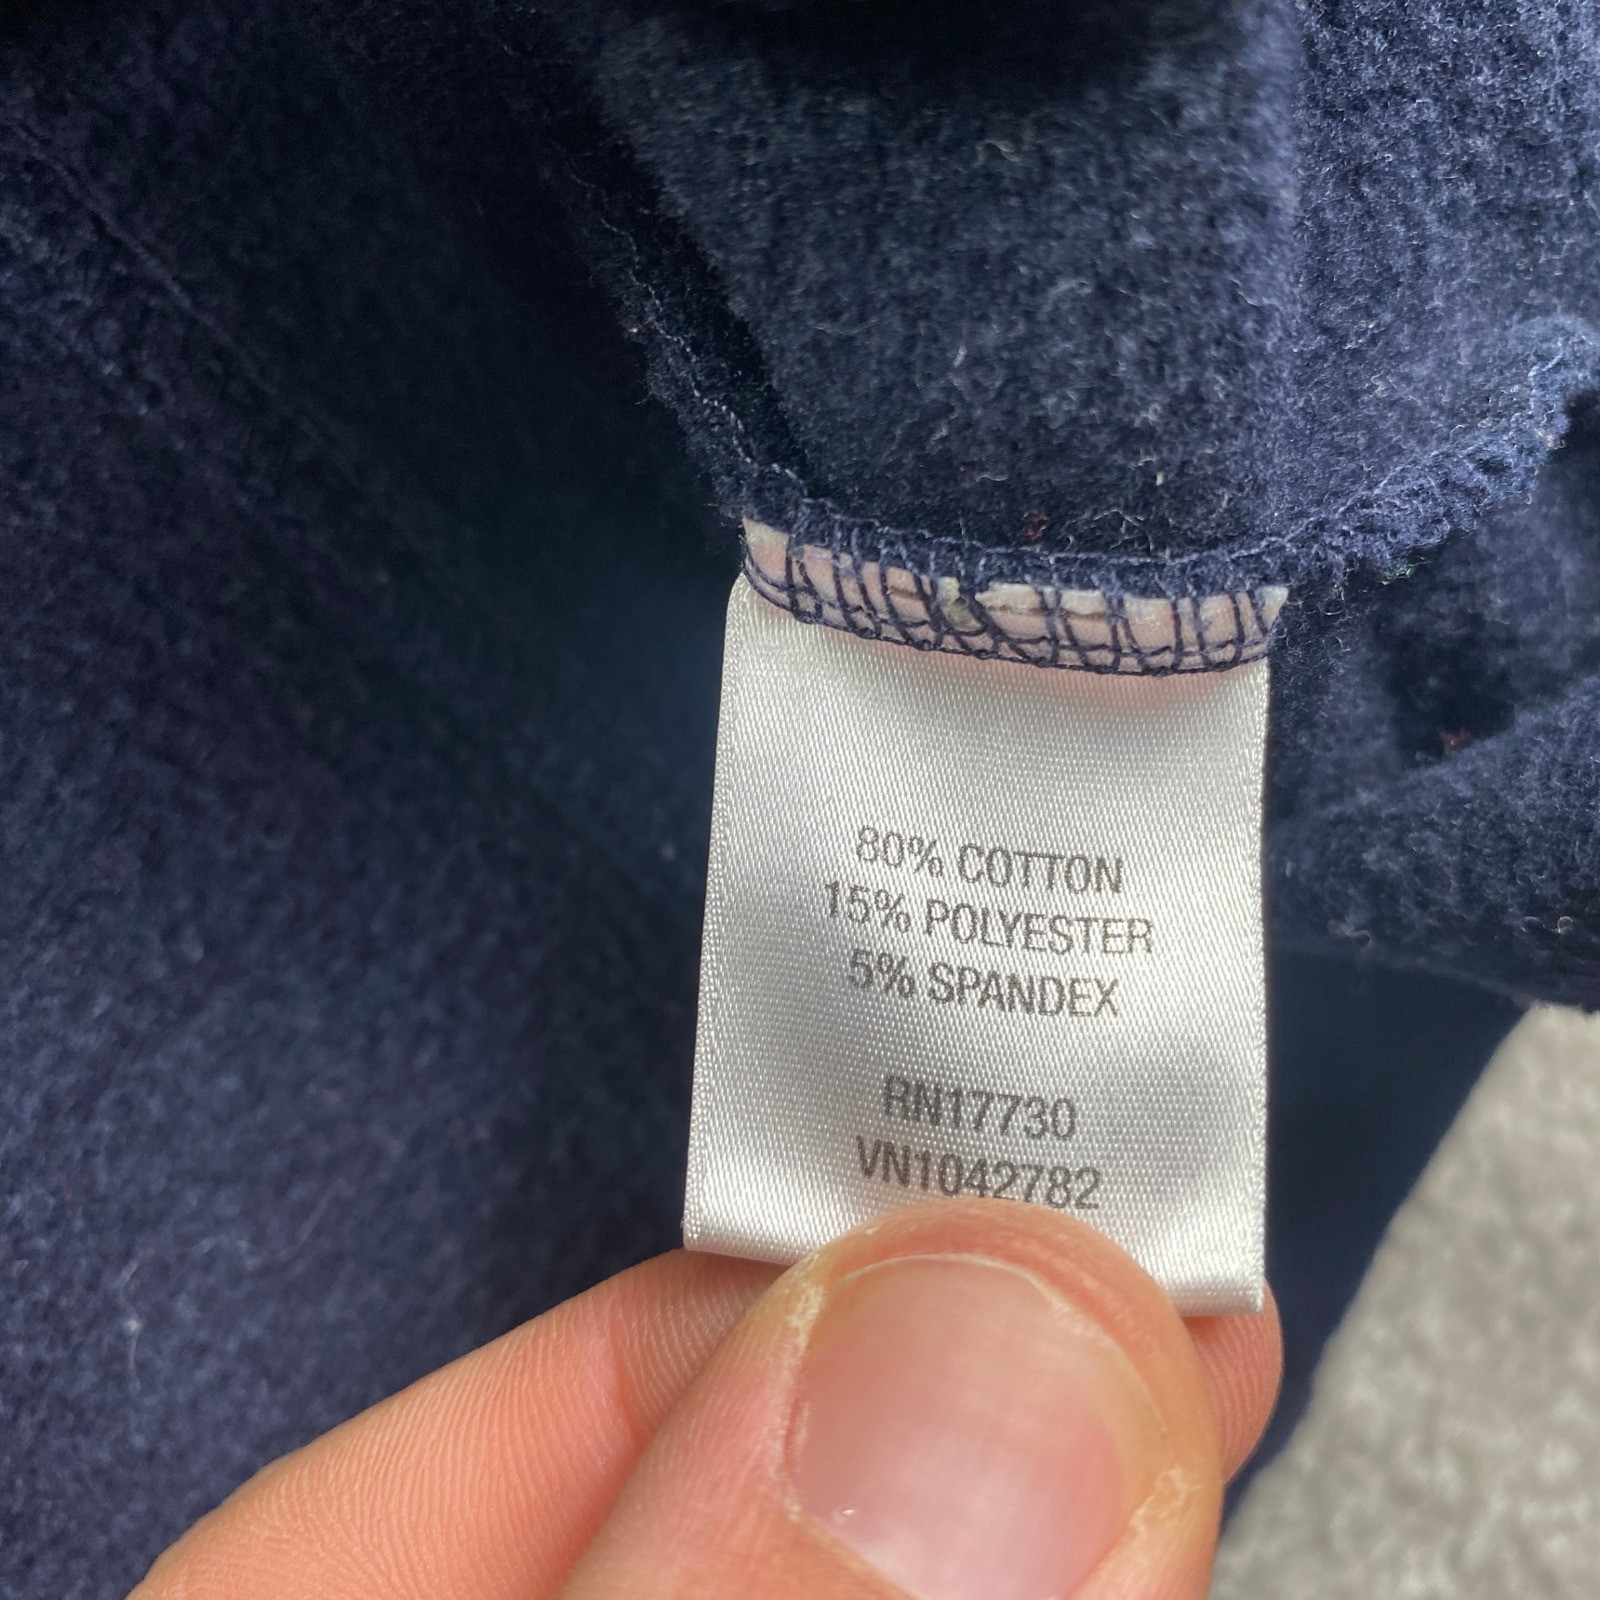 80% COTTON
15% POLYESTER
5% SPANDEX
RN17730
VN1042782